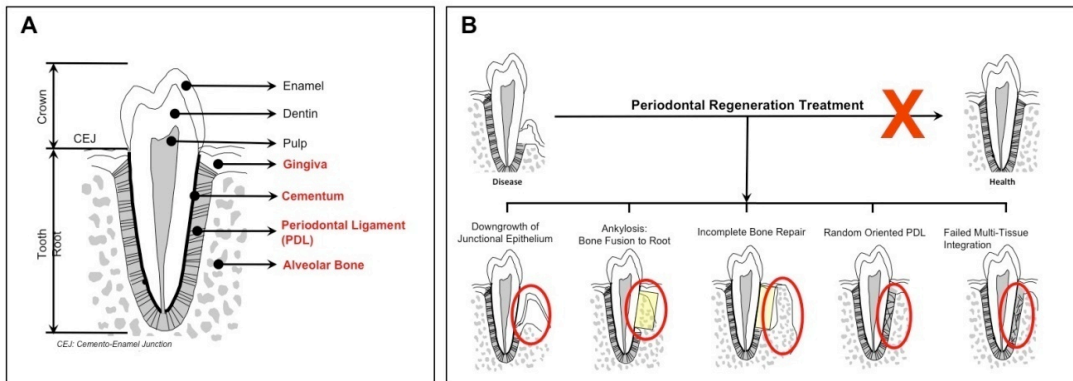 A
Crown
CEJ
Tooth
Root
Enamel
Dentin
Pulp
Gingiva
Cementum
Periodontal Ligament
(PDL)
Alveolar Bone
CEJ: Cemento-Enamel Junction
B
Periodontal Regeneration Treatment
X
Disease
Health
Downgrowth of
Junctional Epithelium
Ankylosis:
Bone Fusion to Root
Incomplete Bone Repair
Random Oriented PDL
Failed Multi-Tissue
Integration